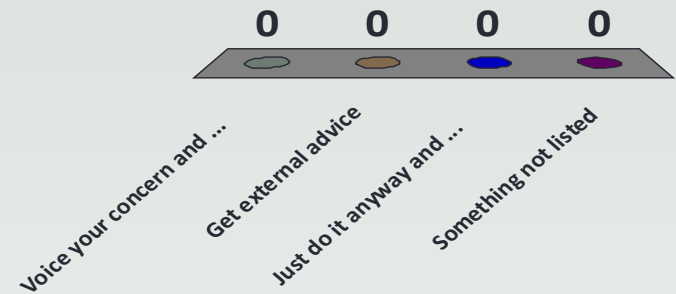 0 0 0 0
Voice your concern and ...
Get external advice
Just do it anyway and ...
Something not listed